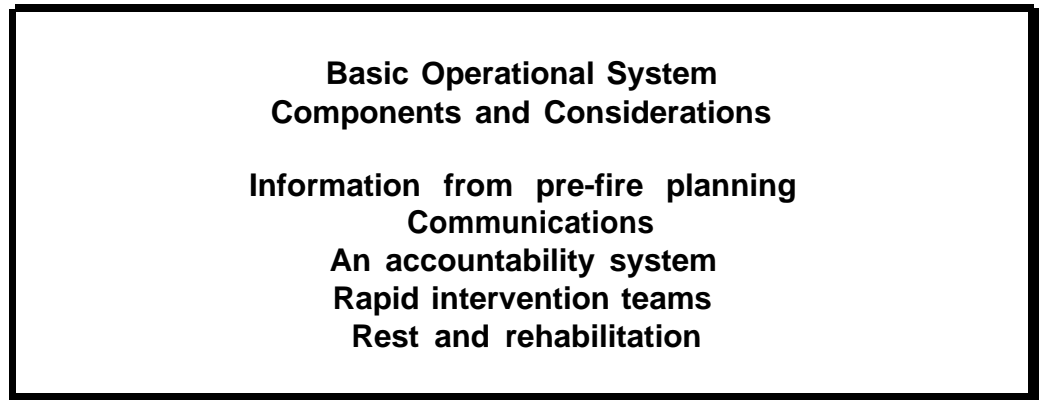 Basic Operational System
Components and Considerations
Information from pre-fire planning
Communications
An accountability system
Rapid intervention teams
Rest and rehabilitation